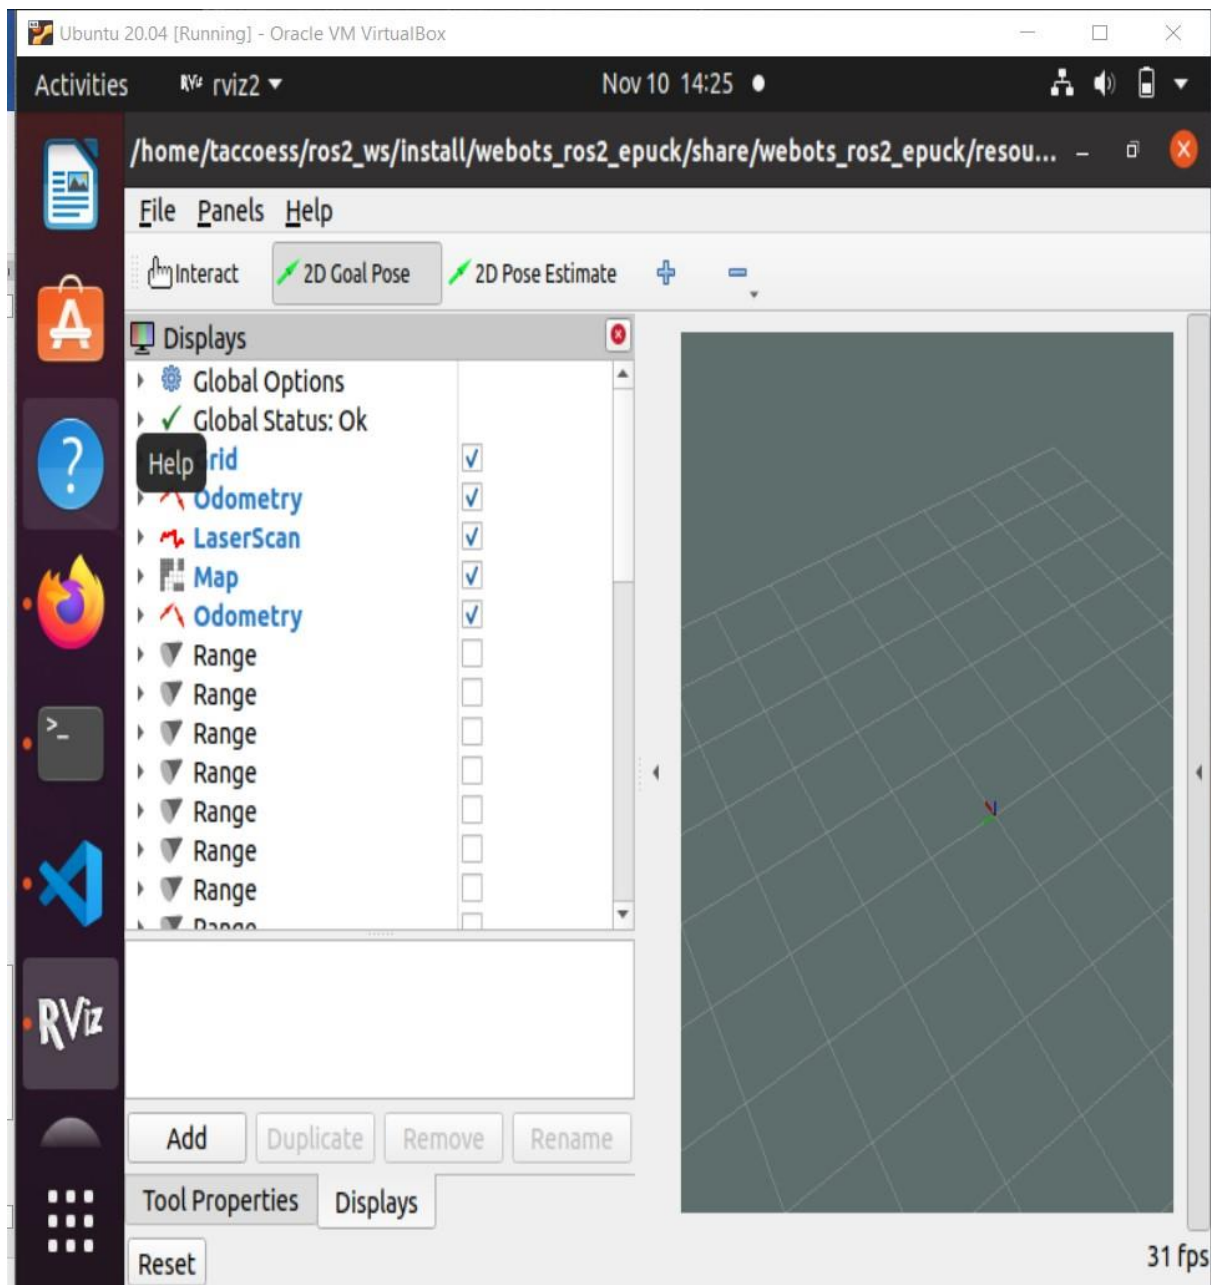 Ubuntu 20.04 [Running] - Oracle VM VirtualBox
Activities RViz rviz2 Nov 10 14:25
/home/taccoess/ros2_ws/install/webots_ros2_epuck/share/webots_ros2_epuck/resou...
File Panels Help
Interact 2D Goal Pose 2D Pose Estimate
Displays
Global Options
Global Status: Ok
Help rid
Odometry
LaserScan
Map
Odometry
Range
Range
Range
Range
Range
Range
Range
Range
RViz
Add Duplicate Remove Rename
Tool Properties Displays
Reset
31 fps